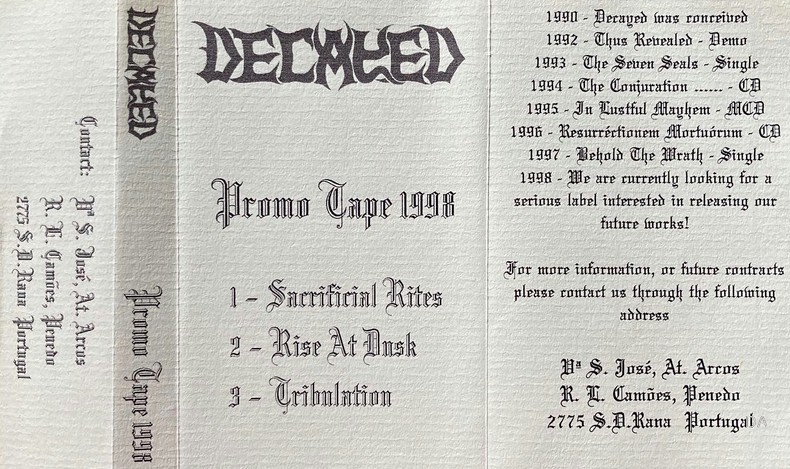 Contact:
Vª S. José, At. Arcos
R. L. Camões, Penedo
2775 S.D.Rana Portugal
DECAYED
Promo Tape 1998
DECAYED
Promo Tape 1998
1 - Sacrificial Rites
2 - Rise At Dusk
3 - Tribulation
1990 - Decayed was conceived
1992 - Thus Revealed - Demo
1993 - The Seven Seals - Single
1994 - The Conjuration ...... - CD
1995 - In Lustful Mayhem - MCD
1996 - Resurréctionem Mortuórum - CD
1997 - Behold The Wrath - Single
1998 - We are currently looking for a
serious label interested in releasing our
future works!
For more information, or future contracts
please contact us through the following
address
Vª S. José, At. Arcos
R. L. Camões, Penedo
2775 S.D.Rana Portugal